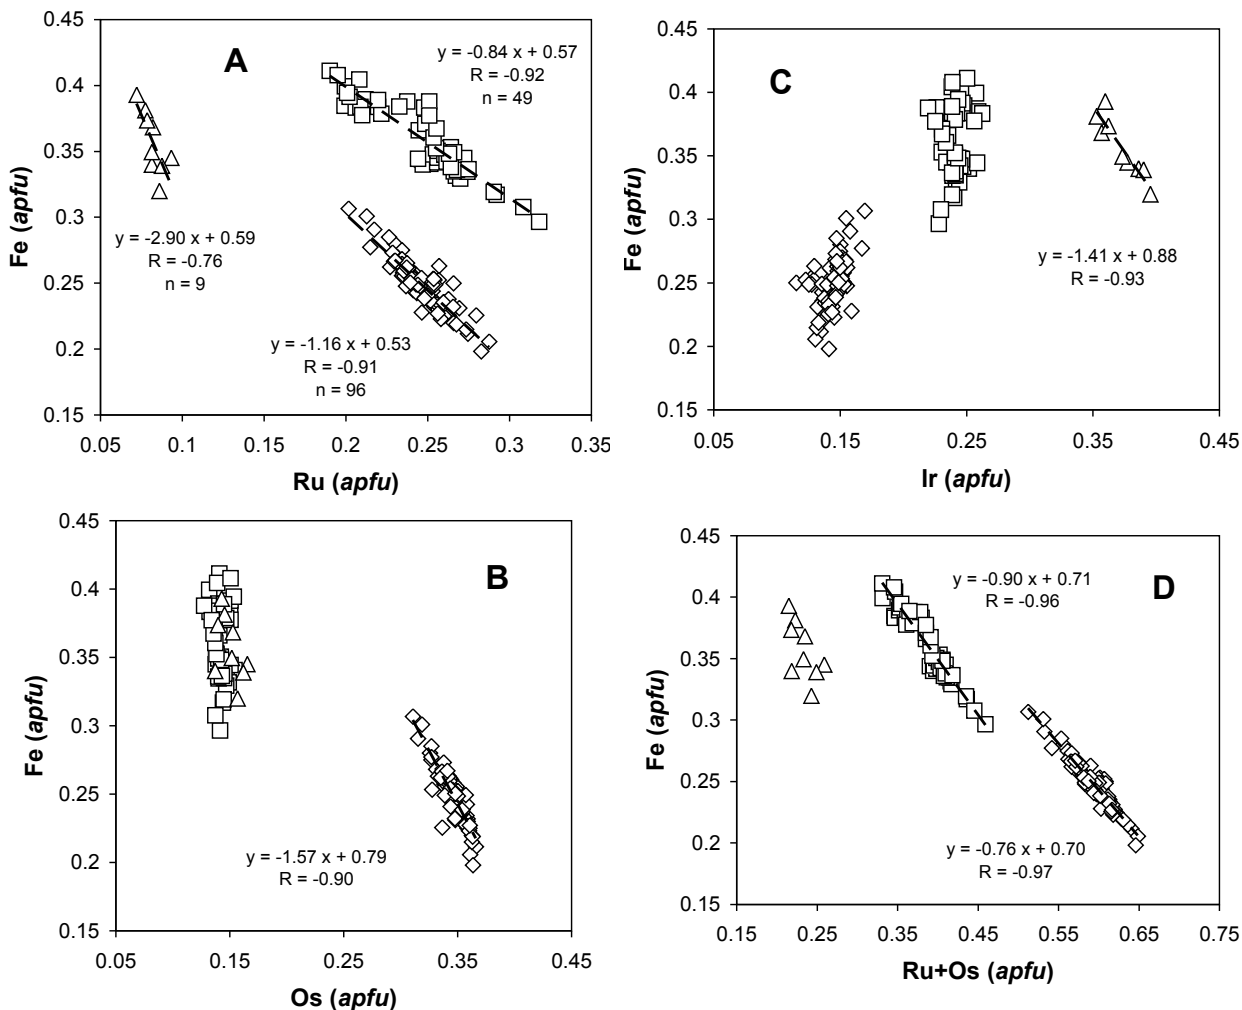 0.45
0.4
0.35
0.3
0.25
0.2
0.15
Fe (apfu)
A
y = -0.84 x + 0.57
R = -0.92
n = 49
y = -2.90 x + 0.59
R = -0.76
n = 9
y = -1.16 x + 0.53
R = -0.91
n = 96
0.05 0.1 0.15 0.2 0.25 0.3 0.35
Ru (apfu)
0.45
0.4
0.35
0.3
0.25
0.2
0.15
Fe (apfu)
C
y = -1.41 x + 0.88
R = -0.93
0.05 0.15 0.25 0.35 0.45
Ir (apfu)
0.45
0.4
0.35
0.3
0.25
0.2
0.15
Fe (apfu)
B
y = -1.57 x + 0.79
R = -0.90
0.05 0.15 0.25 0.35 0.45
Os (apfu)
0.45
0.4
0.35
0.3
0.25
0.2
0.15
Fe (apfu)
D
y = -0.90 x + 0.71
R = -0.96
y = -0.76 x + 0.70
R = -0.97
0.15 0.25 0.35 0.45 0.55 0.65 0.75
Ru+Os (apfu)